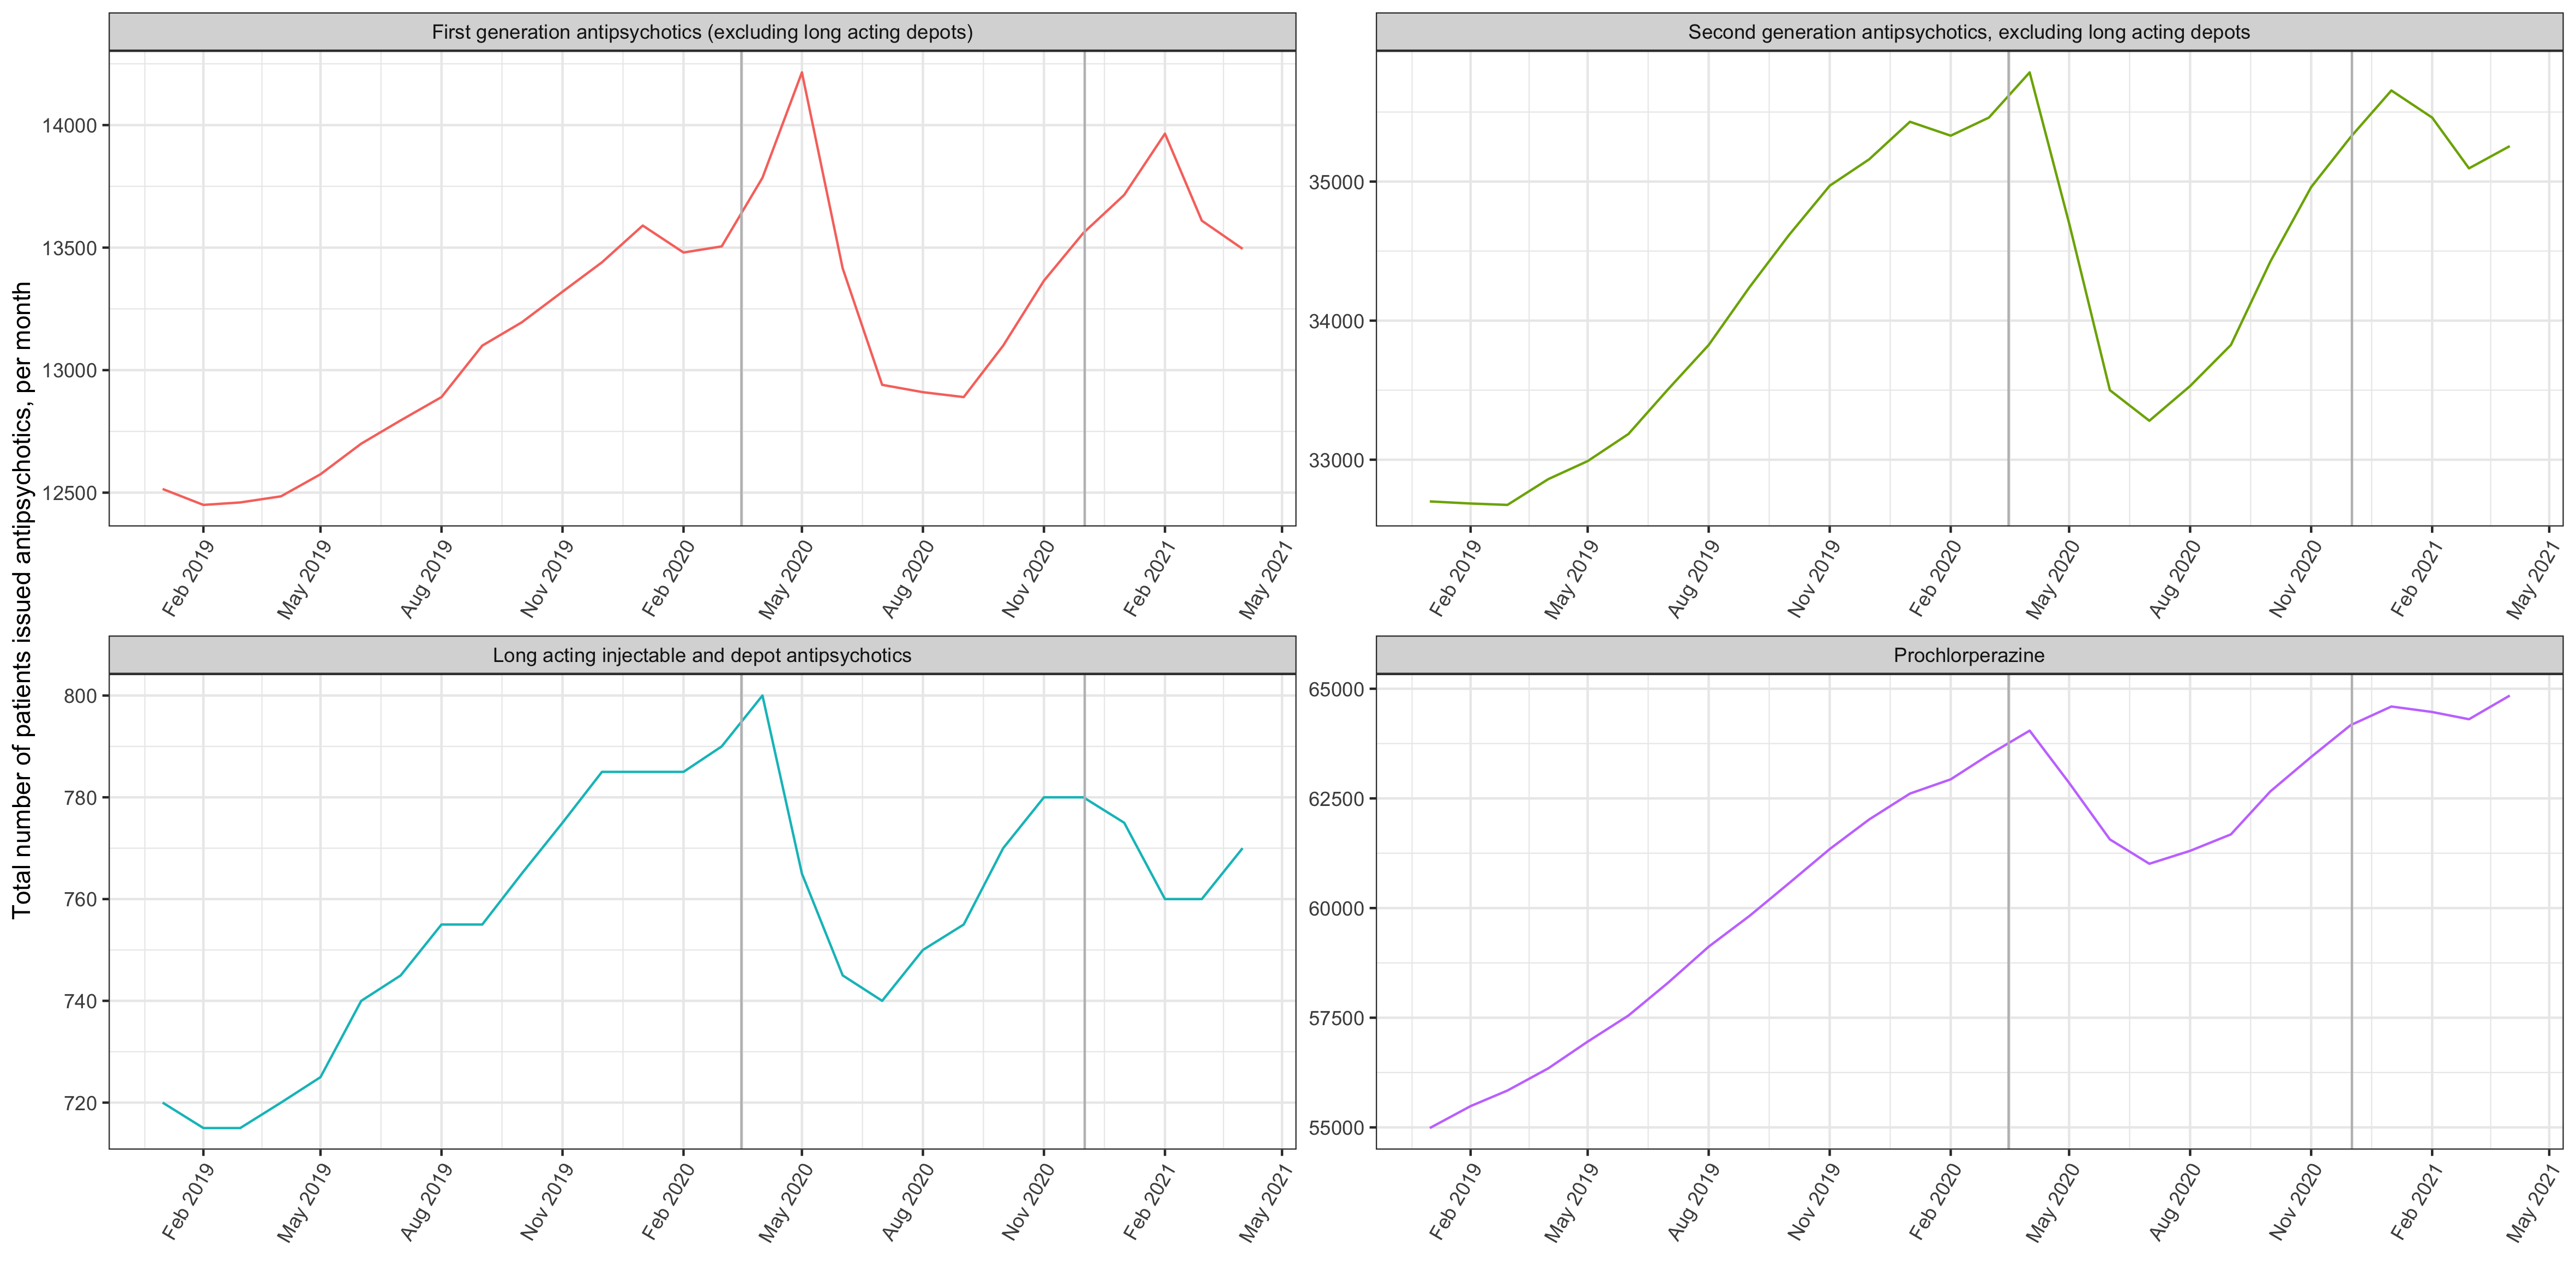 Total number of patients issued antipsychotics, per month
First generation antipsychotics (excluding long acting depots)
14000
13500
13000
12500
Feb 2019
May 2019
Aug 2019
Nov 2019
Feb 2020
May 2020
Aug 2020
Nov 2020
Feb 2021
May 2021
Second generation antipsychotics, excluding long acting depots
35000
34000
33000
Feb 2019
May 2019
Aug 2019
Nov 2019
Feb 2020
May 2020
Aug 2020
Nov 2020
Feb 2021
May 2021
Long acting injectable and depot antipsychotics
800
780
760
740
720
Feb 2019
May 2019
Aug 2019
Nov 2019
Feb 2020
May 2020
Aug 2020
Nov 2020
Feb 2021
May 2021
Prochlorperazine
65000
62500
60000
57500
55000
Feb 2019
May 2019
Aug 2019
Nov 2019
Feb 2020
May 2020
Aug 2020
Nov 2020
Feb 2021
May 2021